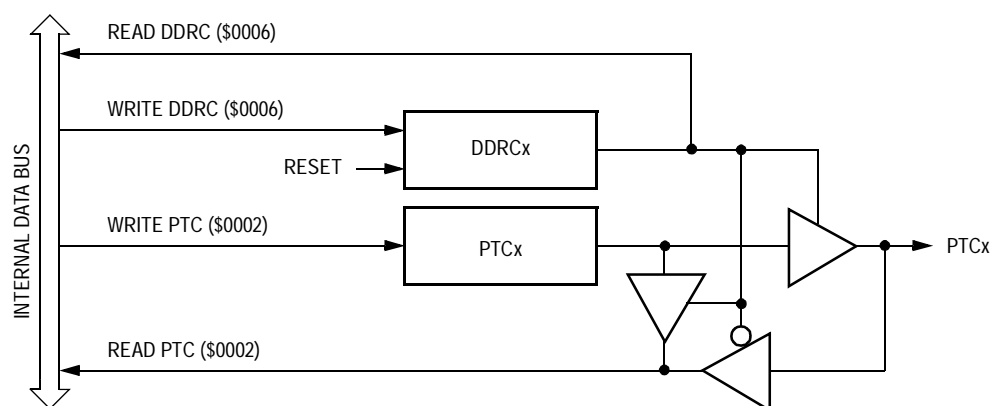 READ DDRC ($0006)
WRITE DDRC ($0006)
DDRCx
RESET
WRITE PTC ($0002)
PTCx
PTCx
READ PTC ($0002)
INTERNAL DATA BUS